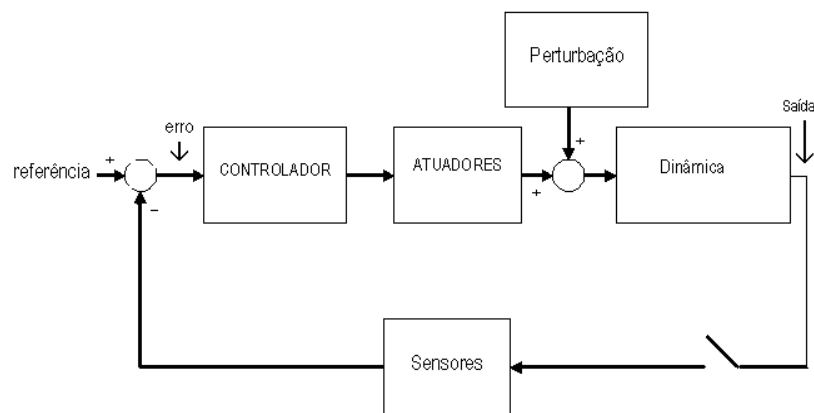 Perturbação
Saída
erro
+
referência
+
CONTROLADOR
ATUADORES
+
Dinâmica
−
Sensores